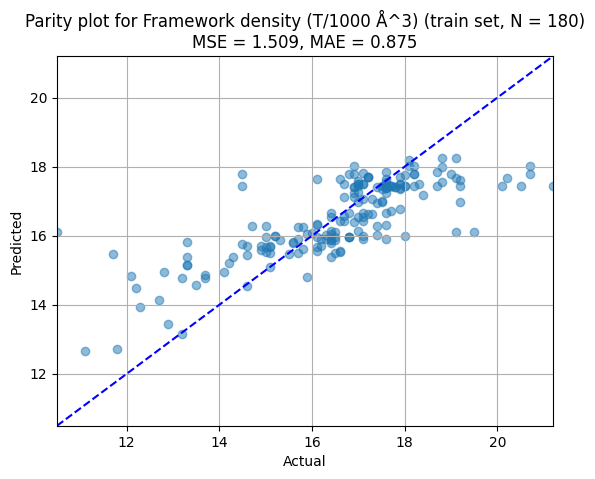 Parity plot for Framework density (T/1000 Å^3) (train set, N = 180)
MSE = 1.509, MAE = 0.875
20
18
16
14
12
Predicted
12 14 16 18 20
Actual